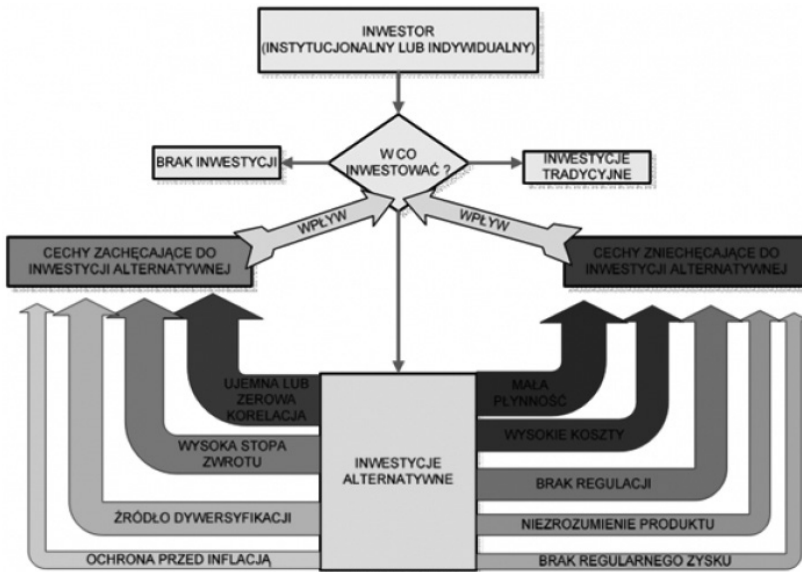 INWESTOR
(INSTYTUCJONALNY LUB INDYWIDUALNY)
W CO
INWESTOWAĆ ?
BRAK INWESTYCJI
INWESTYCJE
TRADYCYJNE
WPŁYW
WPŁYW
CECHY ZACHĘCAJĄCE DO
INWESTYCJI ALTERNATYWNEJ
CECHY ZNIECHĘCAJĄCE DO
INWESTYCJI ALTERNATYWNEJ
UJEMNA LUB
ZEROWA
KORELACJA
MAŁA
PŁYNNOŚĆ
WYSOKA STOPA
ZWROTU
WYSOKIE KOSZTY
INWESTYCJE
ALTERNATYWNE
BRAK REGULACJI
ŹRÓDŁO DYWERSYFIKACJI
NIEZROZUMIENIE PRODUKTU
OCHRONA PRZED INFLACJĄ
BRAK REGULARNEGO ZYSKU